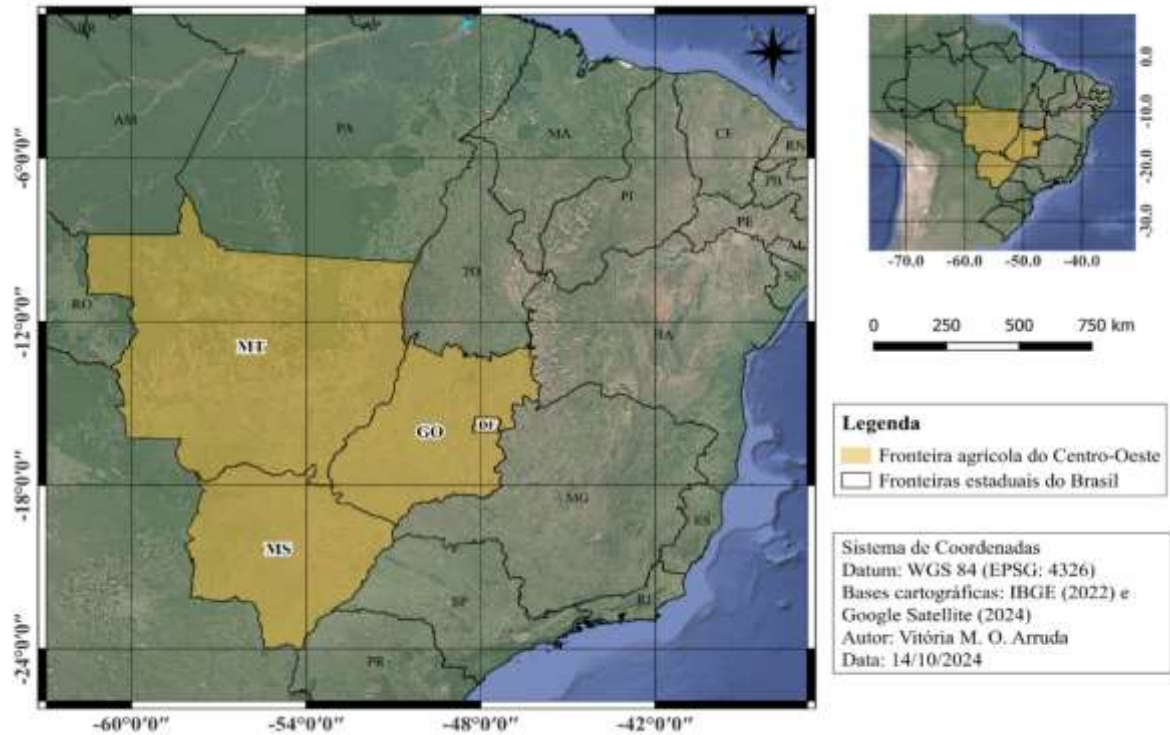 RR
AM
PA
MA
CE
RN
PB
PI
PE
AL
SE
TO
RO
BA
MT
GO
DF
MG
ES
MS
SP
RJ
PR
-6°0'0"
-12°0'0"
-18°0'0"
-24°0'0"
-60°0'0"
-54°0'0"
-48°0'0"
-42°0'0"
0.0
-10.0
-20.0
-30.0
-70.0
-60.0
-50.0
-40.0
0 250 500 750 km
Legenda
Fronteira agrícola do Centro-Oeste
Fronteiras estaduais do Brasil
Sistema de Coordenadas
Datum: WGS 84 (EPSG: 4326)
Bases cartográficas: IBGE (2022) e
Google Satellite (2024)
Autor: Vitória M. O. Arruda
Data: 14/10/2024